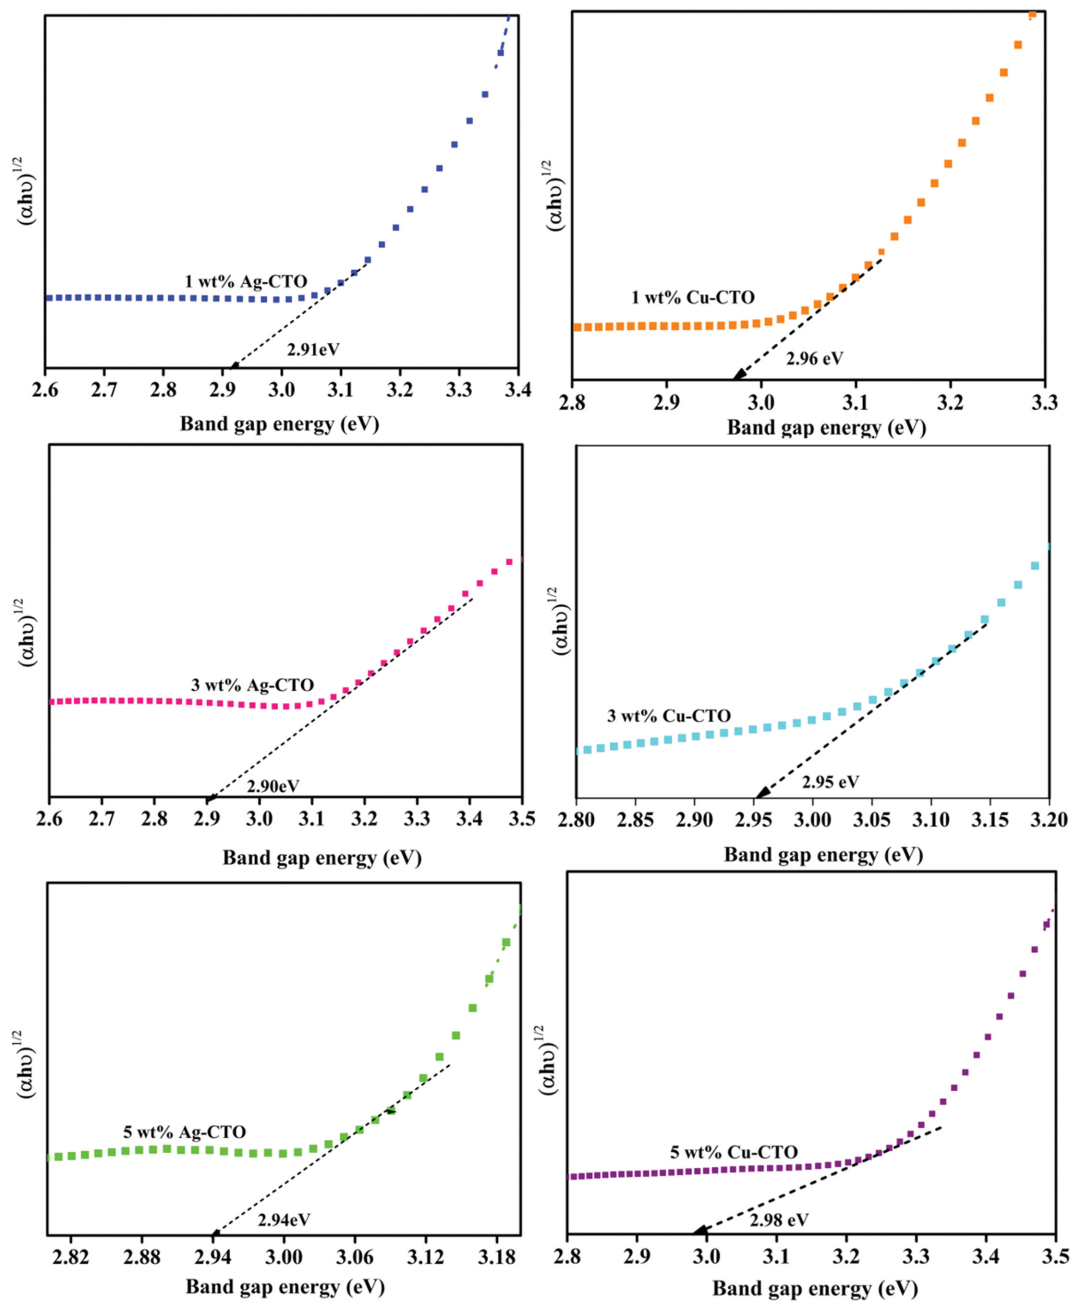 (αhυ)1/2
1 wt% Ag-CTO
2.91eV
2.6 2.7 2.8 2.9 3.0 3.1 3.2 3.3 3.4
Band gap energy (eV)
(αhυ)1/2
1 wt% Cu-CTO
2.96 eV
2.8 2.9 3.0 3.1 3.2 3.3
Band gap energy (eV)
(αhυ)1/2
3 wt% Ag-CTO
2.90eV
2.6 2.7 2.8 2.9 3.0 3.1 3.2 3.3 3.4 3.5
Band gap energy (eV)
(αhυ)1/2
3 wt% Cu-CTO
2.95 eV
2.80 2.85 2.90 2.95 3.00 3.05 3.10 3.15 3.20
Band gap energy (eV)
(αhυ)1/2
5 wt% Ag-CTO
2.94eV
2.82 2.88 2.94 3.00 3.06 3.12 3.18
Band gap energy (eV)
(αhυ)1/2
5 wt% Cu-CTO
2.98 eV
2.8 2.9 3.0 3.1 3.2 3.3 3.4 3.5
Band gap energy (eV)